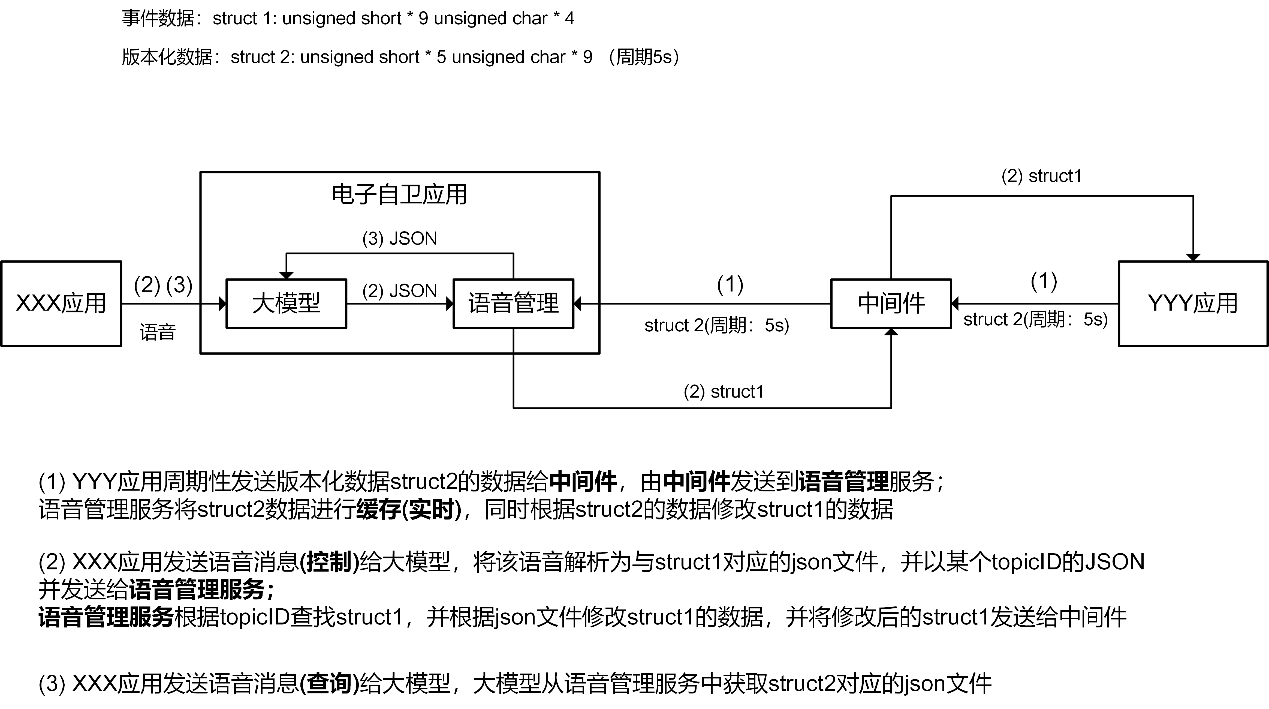 事件数据：struct 1: unsigned short * 9 unsigned char * 4
版本化数据：struct 2: unsigned short * 5 unsigned char * 9 （周期5s）
(2) struct1
电子自卫应用
(3) JSON
XXX应用
(2) (3)
语音
大模型
(2) JSON
语音管理
(1)
struct 2(周期：5s)
中间件
(1)
struct 2(周期：5s)
YYY应用
(2) struct1
(1) YYY应用周期性发送版本化数据struct2的数据给中间件，由中间件发送到语音管理服务；
语音管理服务将struct2数据进行缓存(实时)，同时根据struct2的数据修改struct1的数据
(2) XXX应用发送语音消息(控制)给大模型，将该语音解析为与struct1对应的json文件，并以某个topicID的JSON
并发送给语音管理服务；
语音管理服务根据topicID查找struct1，并根据json文件修改struct1的数据，并将修改后的struct1发送给中间件
(3) XXX应用发送语音消息(查询)给大模型，大模型从语音管理服务中获取struct2对应的json文件